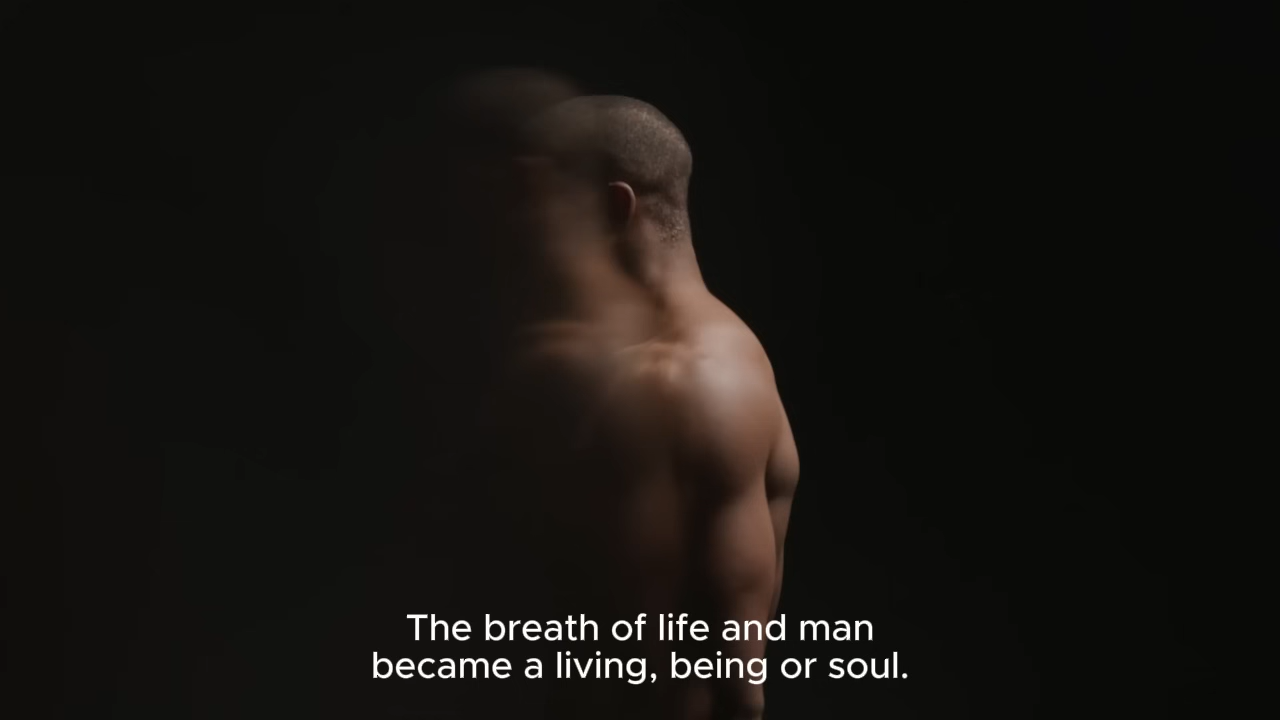 The breath of life and man
became a living, being or soul.